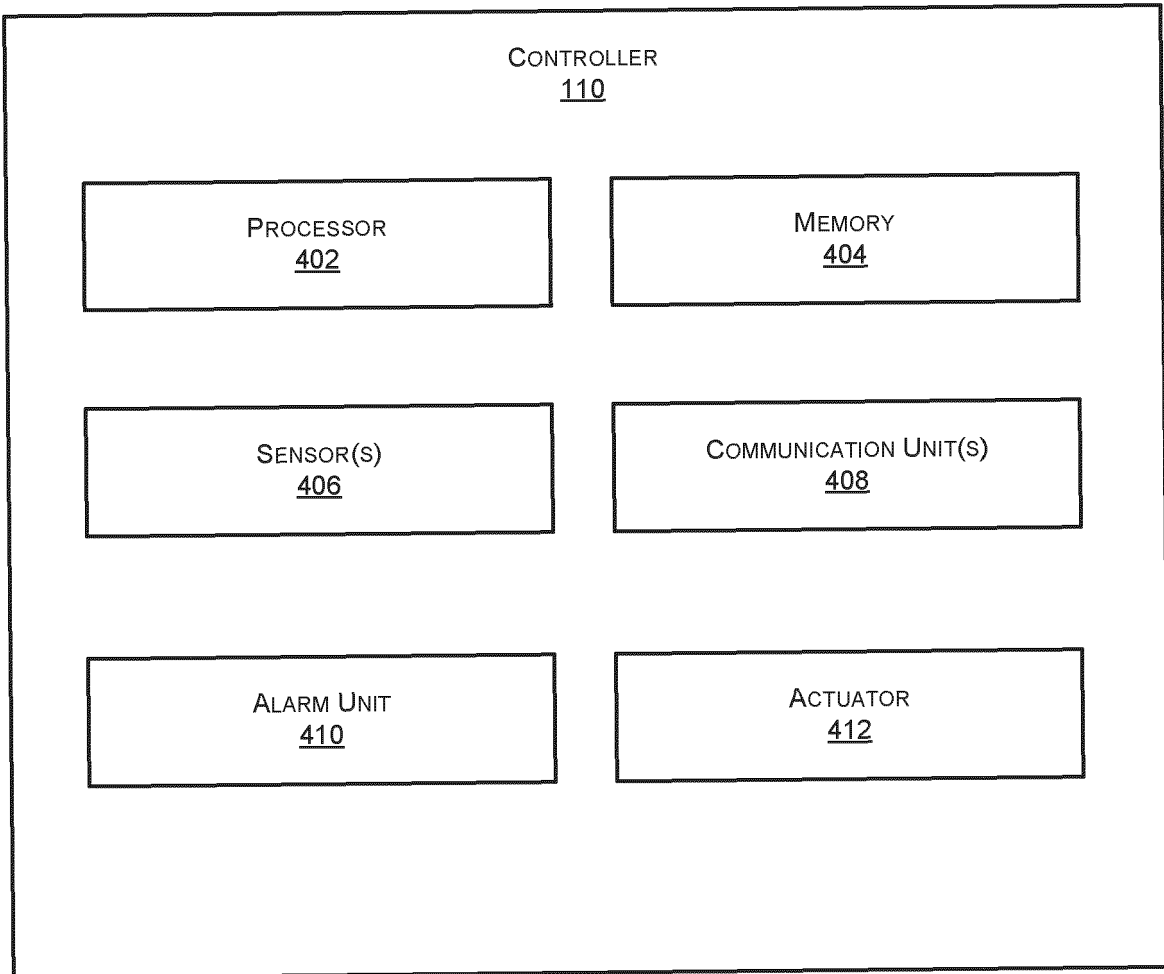 CONTROLLER
110
PROCESSOR
402
MEMORY
404
SENSOR(S)
406
COMMUNICATION UNIT(S)
408
ALARM UNIT
410
ACTUATOR
412